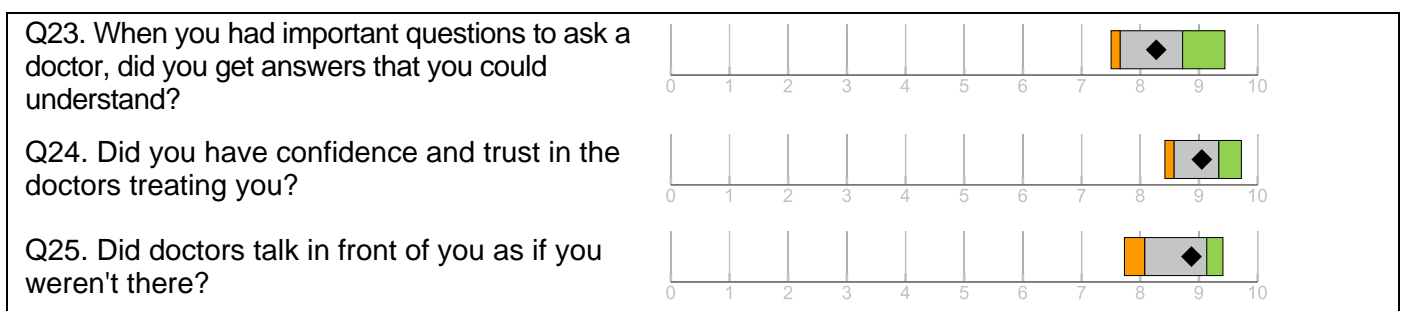 Q23. When you had important questions to ask a
doctor, did you get answers that you could
understand?
0 1 2 3 4 5 6 7 8 9 10
Q24. Did you have confidence and trust in the
doctors treating you?
0 1 2 3 4 5 6 7 8 9 10
Q25. Did doctors talk in front of you as if you
weren't there?
0 1 2 3 4 5 6 7 8 9 10